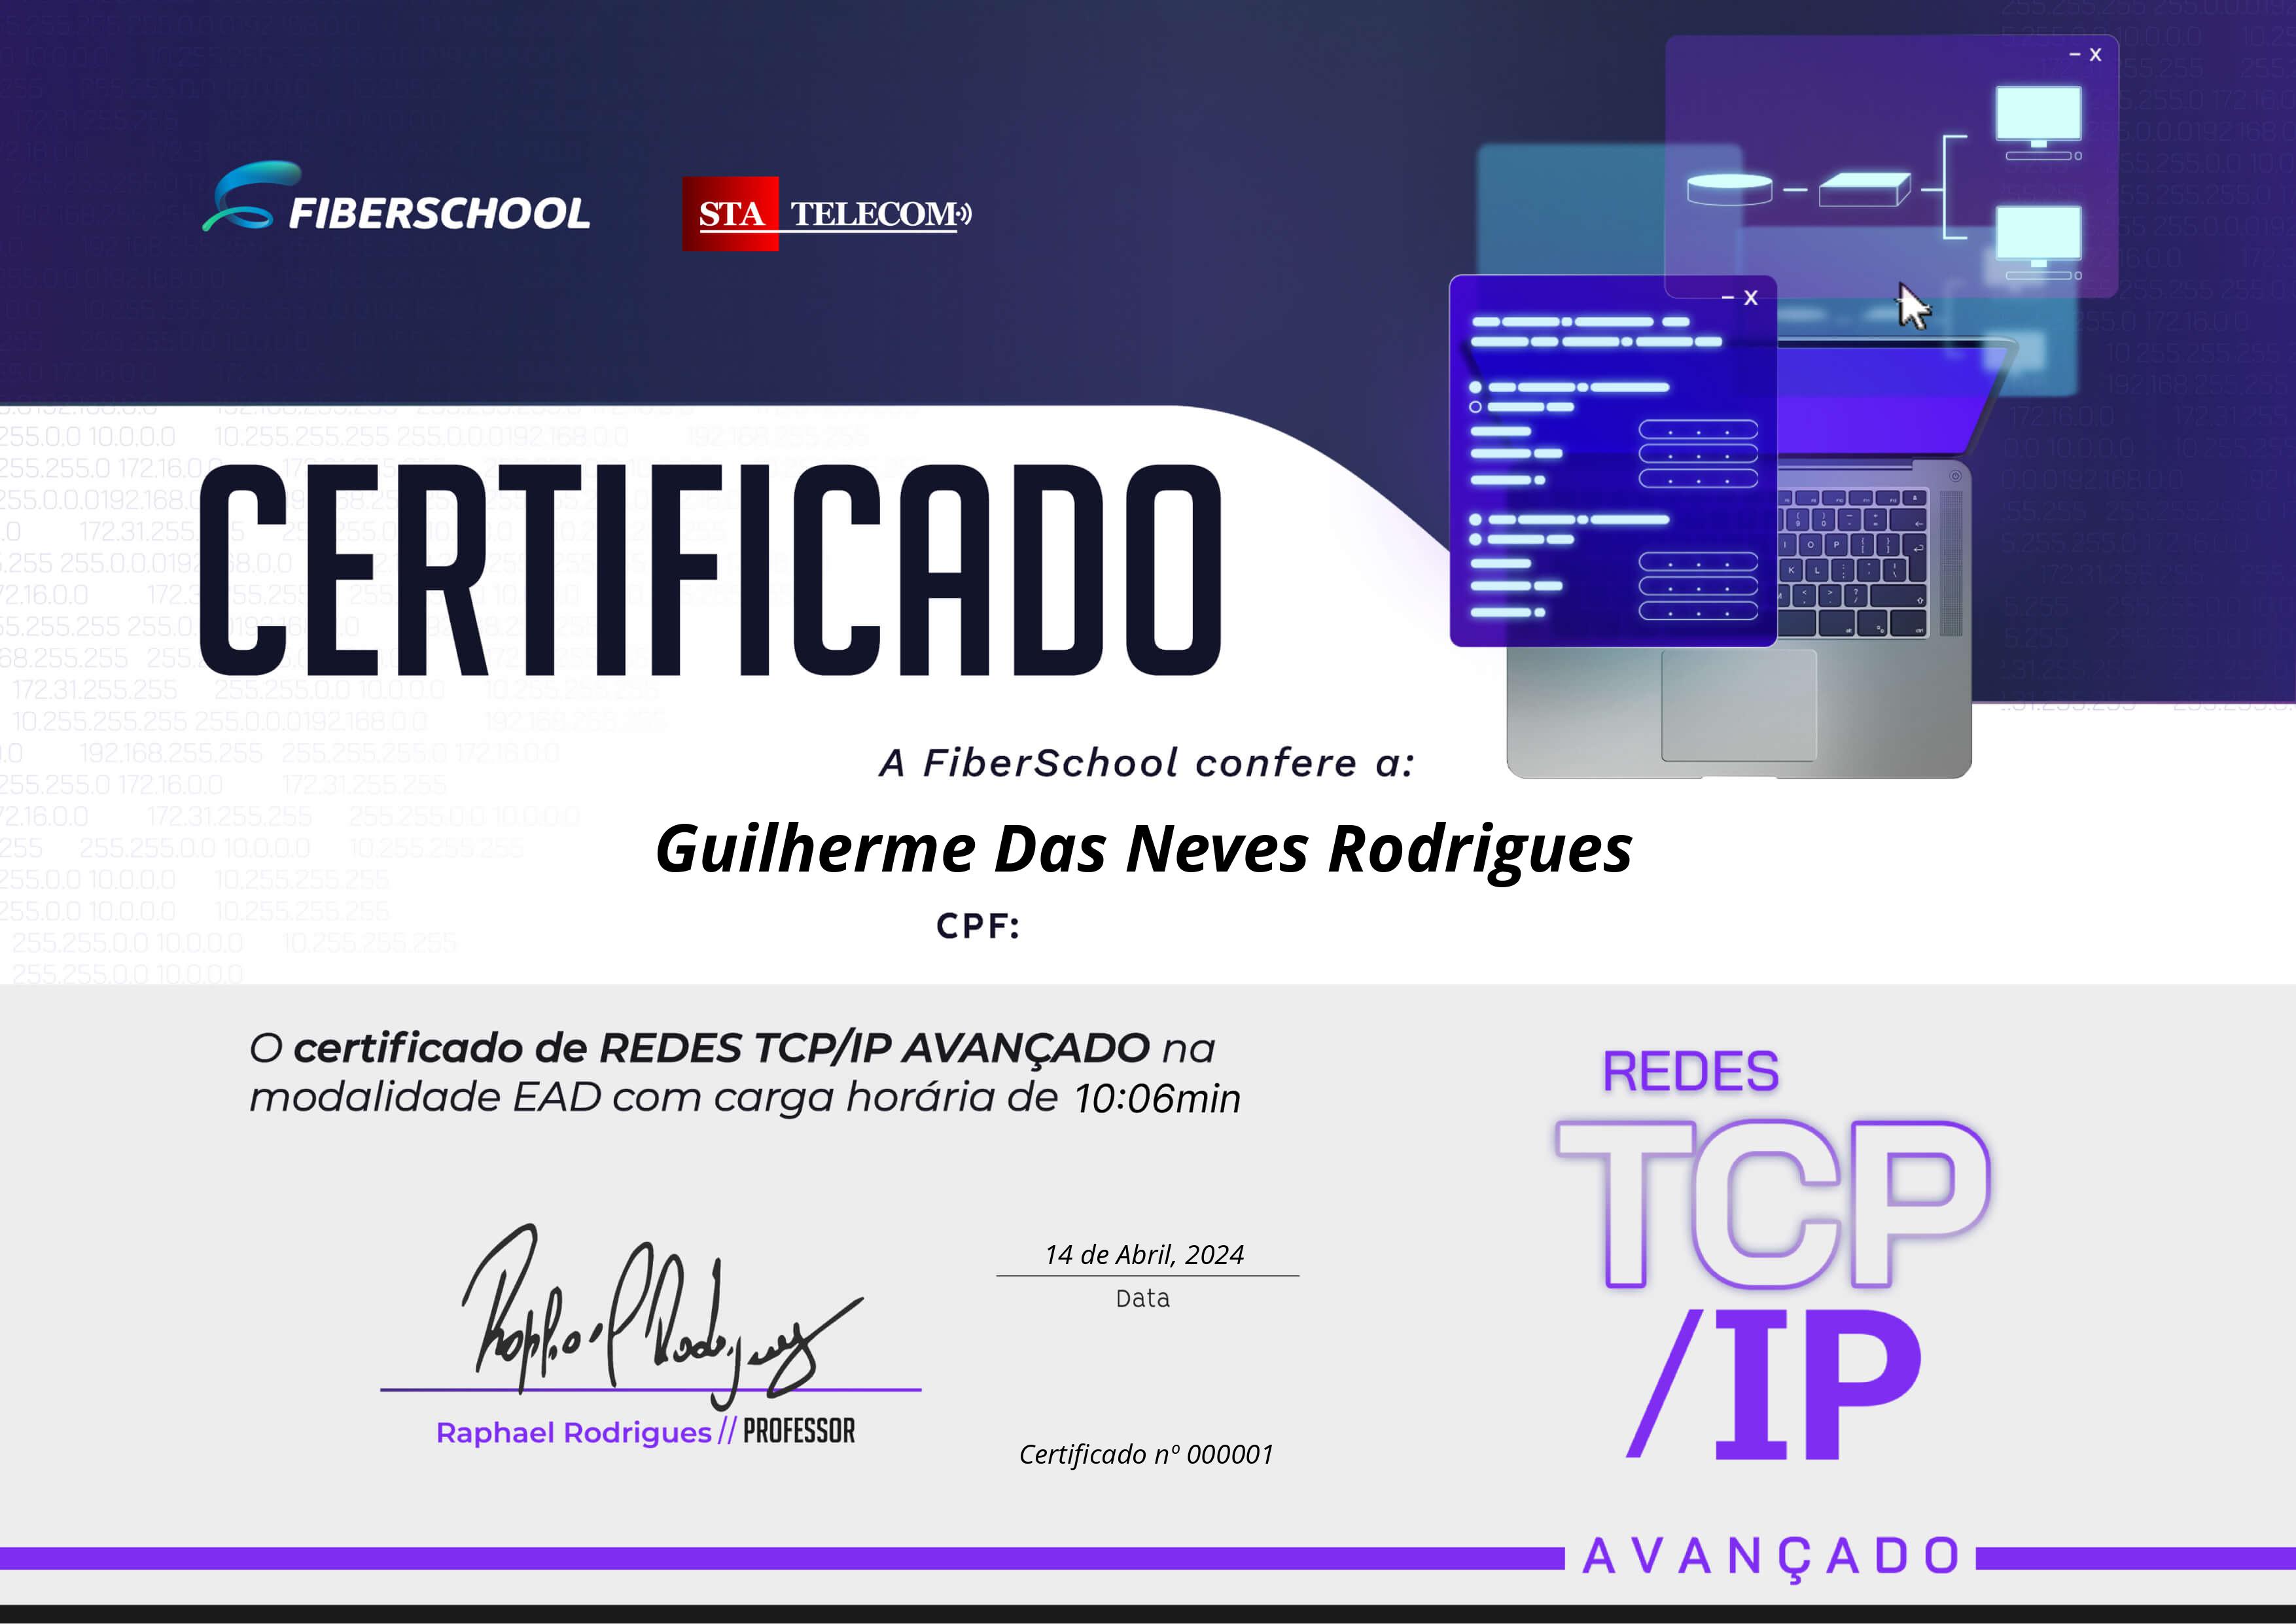 FIBERSCHOOL
STA TELECOM
CERTIFICADO
A FiberSchool confere a:
Guilherme Das Neves Rodrigues
CPF:
O certificado de REDES TCP/IP AVANÇADO na
modalidade EAD com carga horária de 10:06min
14 de Abril, 2024
Data
Raphael Rodrigues // PROFESSOR
Certificado nº 000001
REDES
TCP
/IP
AVANÇADO